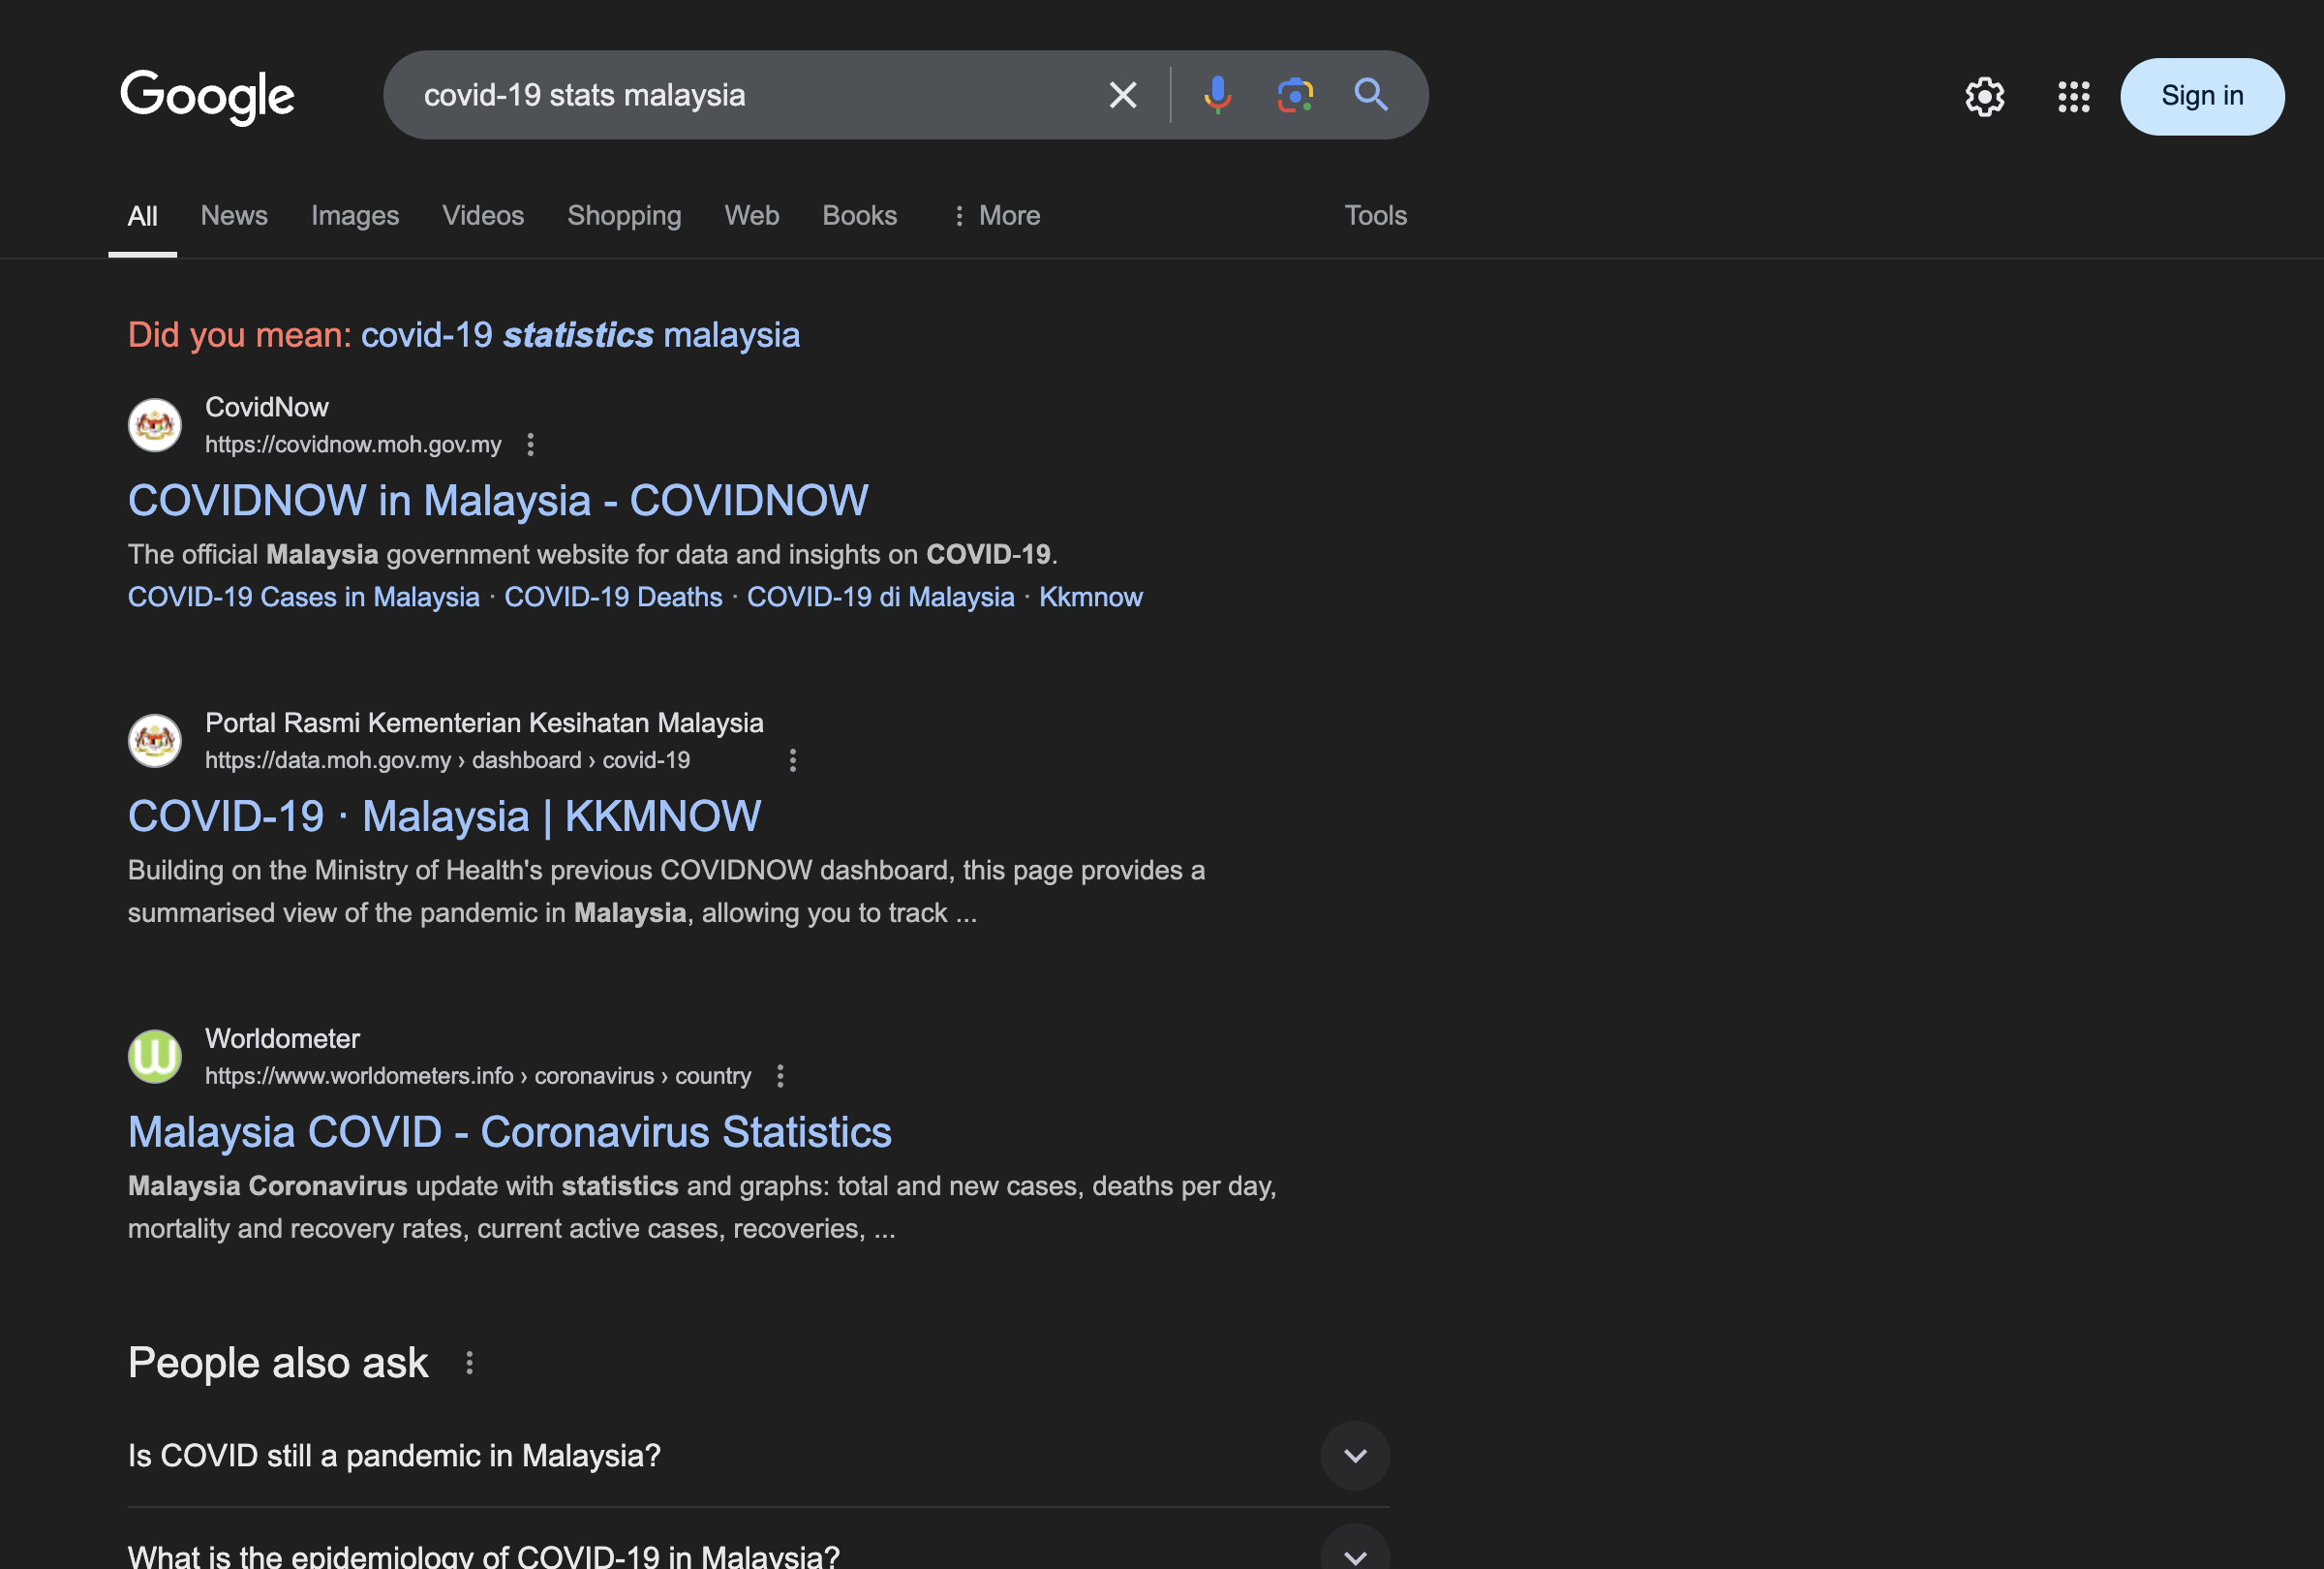 Google
covid-19 stats malaysia
Sign in
All News Images Videos Shopping Web Books More Tools
Did you mean: covid-19 statistics malaysia
CovidNow
https://covidnow.moh.gov.my
COVIDNOW in Malaysia - COVIDNOW
The official Malaysia government website for data and insights on COVID-19.
COVID-19 Cases in Malaysia · COVID-19 Deaths · COVID-19 di Malaysia · Kkmnow
Portal Rasmi Kementerian Kesihatan Malaysia
https://data.moh.gov.my › dashboard › covid-19
COVID-19 · Malaysia | KKMNOW
Building on the Ministry of Health's previous COVIDNOW dashboard, this page provides a
summarised view of the pandemic in Malaysia, allowing you to track ...
Worldometer
https://www.worldometers.info › coronavirus › country
Malaysia COVID - Coronavirus Statistics
Malaysia Coronavirus update with statistics and graphs: total and new cases, deaths per day,
mortality and recovery rates, current active cases, recoveries, ...
People also ask
Is COVID still a pandemic in Malaysia?
What is the epidemiology of COVID-19 in Malaysia?